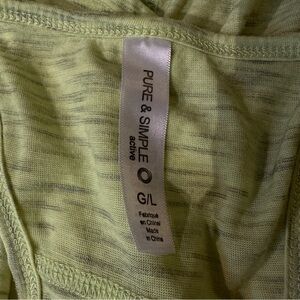 PURE & SIMPLE
active
G/L
Fabriqué
en Chine/
Made
in China